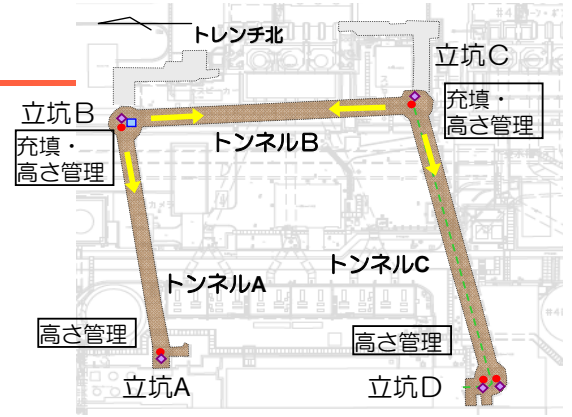 トレンチ北
立坑C
立坑B
充填・
高さ管理
充填・
高さ管理
トンネルB
トンネルC
トンネルA
高さ管理
高さ管理
立坑A
立坑D